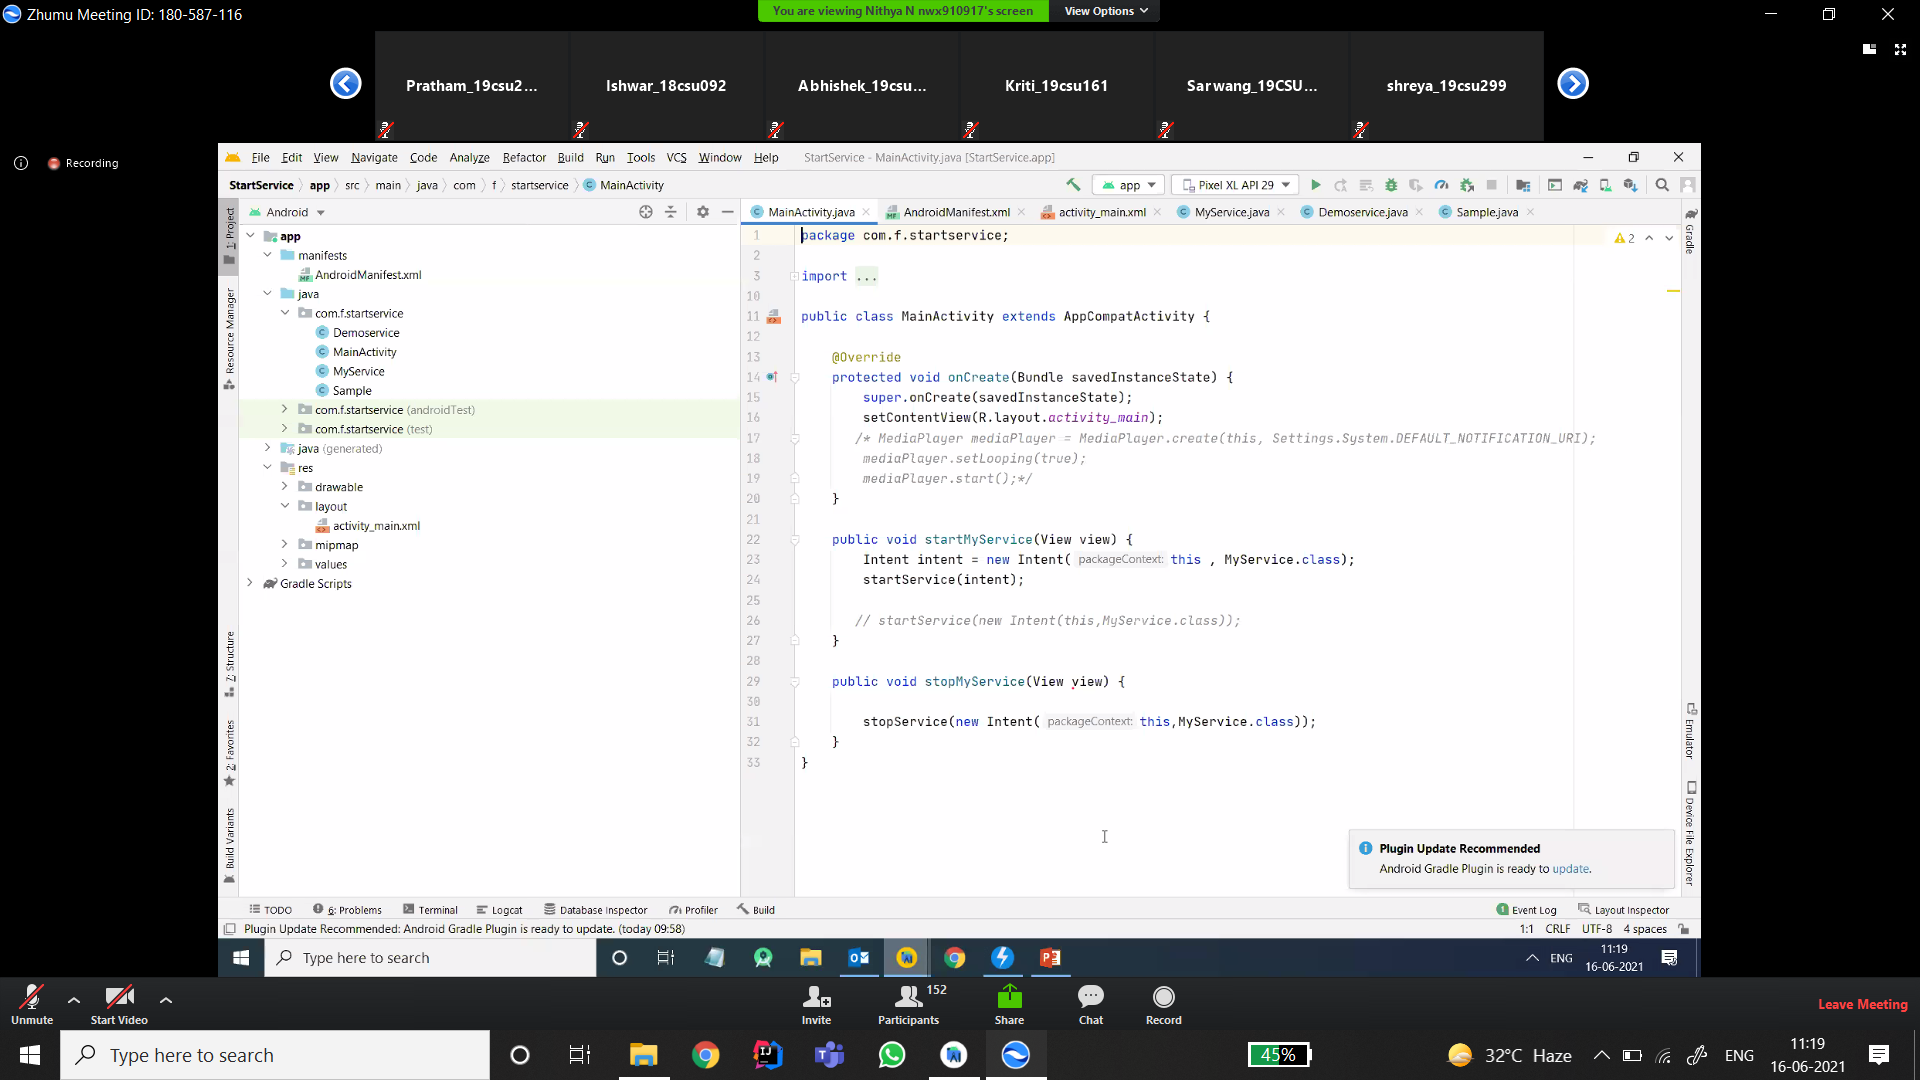 Zhumu Meeting ID: 180-587-116
You are viewing Nithya N nwx910917's screen
View Options
Pratham_19csu2...
Ishwar_18csu092
Abhishek_19csu...
Kriti_19csu161
Sarwang_19CSU...
shreya_19csu299
Recording
File Edit View Navigate Code Analyze Refactor Build Run Tools VCS Window Help StartService - MainActivity.java [StartService.app]
StartService app src main java com f startservice MainActivity
app
Pixel XL API 29
1: Project
Resource Manager
7: Structure
2: Favorites
Build Variants
Android
app
manifests
AndroidManifest.xml
java
com.f.startservice
Demoservice
MainActivity
MyService
Sample
com.f.startservice (androidTest)
com.f.startservice (test)
java (generated)
res
drawable
layout
activity_main.xml
mipmap
values
Gradle Scripts
MainActivity.java AndroidManifest.xml activity_main.xml MyService.java Demoservice.java Sample.java
2
1 package com.f.startservice;
2
3 import ...
10
11 public class MainActivity extends AppCompatActivity {
12
13 @Override
14 protected void onCreate(Bundle savedInstanceState) {
15 super.onCreate(savedInstanceState);
16 setContentView(R.layout.activity_main);
17 /* MediaPlayer mediaPlayer = MediaPlayer.create(this, Settings.System.DEFAULT_NOTIFICATION_URI);
18 mediaPlayer.setLooping(true);
19 mediaPlayer.start();*/
20 }
21
22 public void startMyService(View view) {
23 Intent intent = new Intent( packageContext: this , MyService.class);
24 startService(intent);
25
26 // startService(new Intent(this,MyService.class));
27 }
28
29 public void stopMyService(View view) {
30
31 stopService(new Intent( packageContext: this,MyService.class));
32 }
33 }
Gradle
Emulator
Device File Explorer
Plugin Update Recommended
Android Gradle Plugin is ready to update.
TODO 6: Problems Terminal Logcat Database Inspector Profiler Build 1 Event Log Layout Inspector
Plugin Update Recommended: Android Gradle Plugin is ready to update. (today 09:58) 1:1 CRLF UTF-8 4 spaces
Type here to search
ENG
11:19
16-06-2021
Unmute
Start Video
Invite
152
Participants
Share
Chat
Record
Leave Meeting
Type here to search
45%
32°C Haze
ENG
11:19
16-06-2021